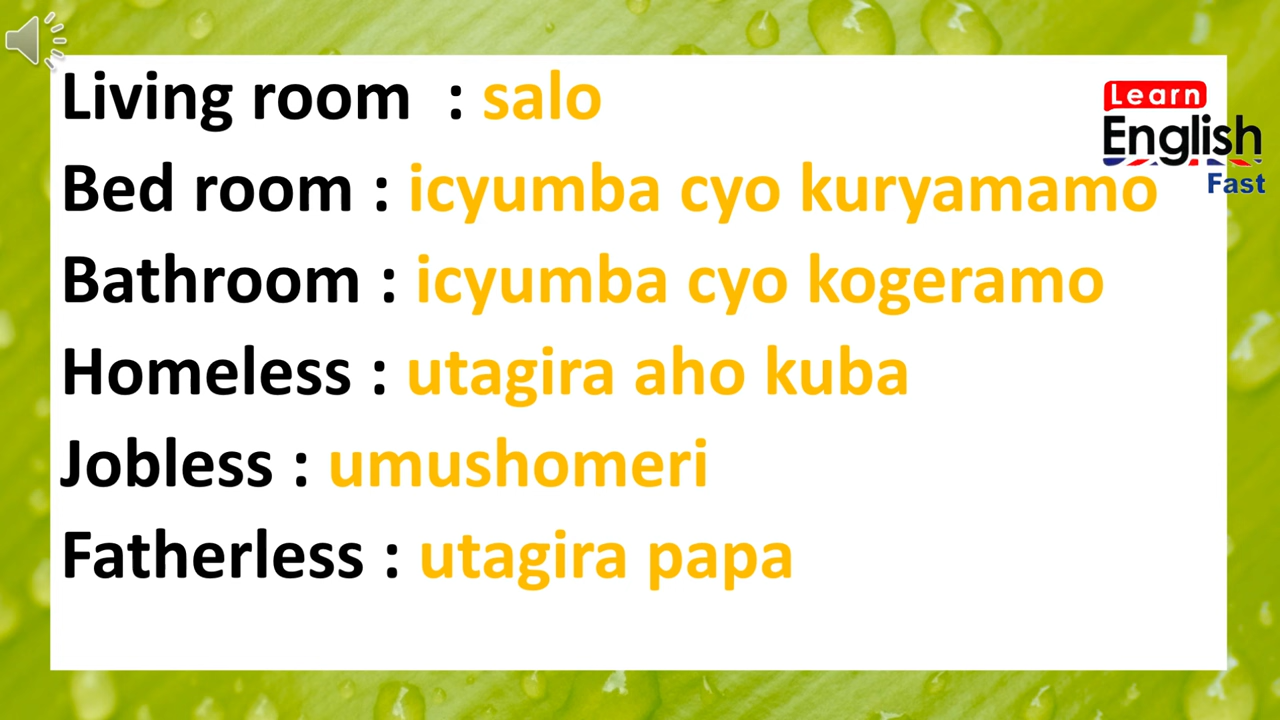 Living room : salo
Learn
English
Fast
Bed room : icyumba cyo kuryamamo
Bathroom : icyumba cyo kogeramo
Homeless : utagira aho kuba
Jobless : umushomeri
Fatherless : utagira papa